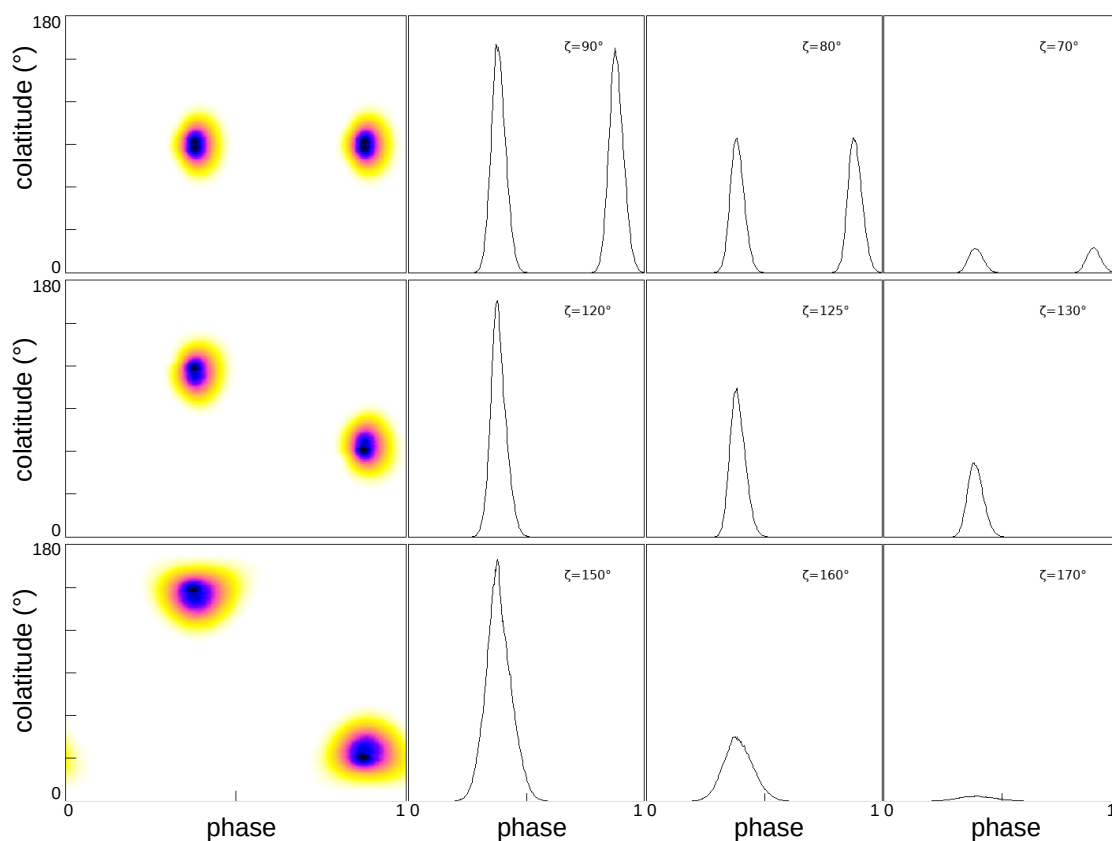 180
colatitude (°)
0
ζ=90°
ζ=80°
ζ=70°
180
colatitude (°)
0
ζ=120°
ζ=125°
ζ=130°
180
colatitude (°)
0
ζ=150°
ζ=160°
ζ=170°
0 1 0 1 0 1 0 1
phase phase phase phase